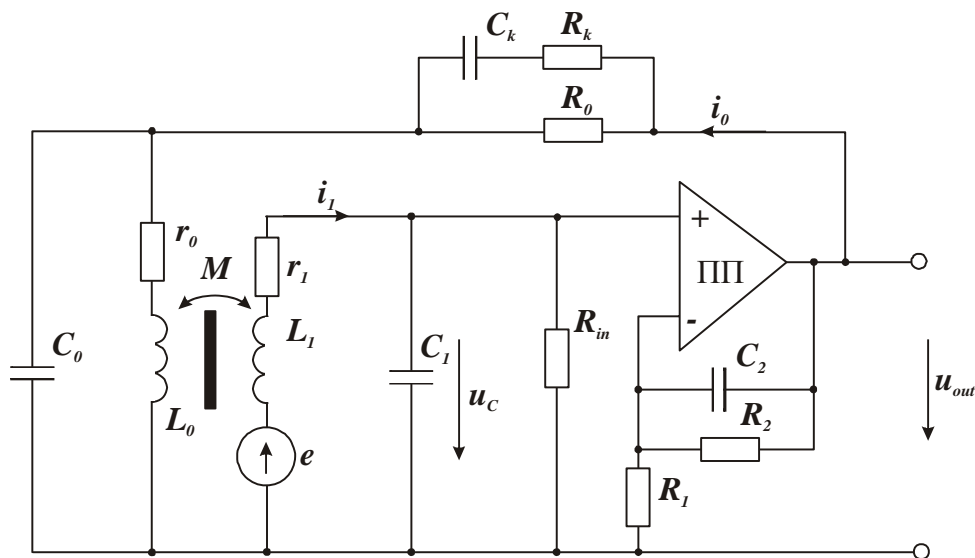 C_k
R_k
R_0
i_0
i_1
+
r_0
M
r_1
ПП
L_1
R_in
-
C_0
C_1
C_2
u_C
u_out
R_2
L_0
e
R_1